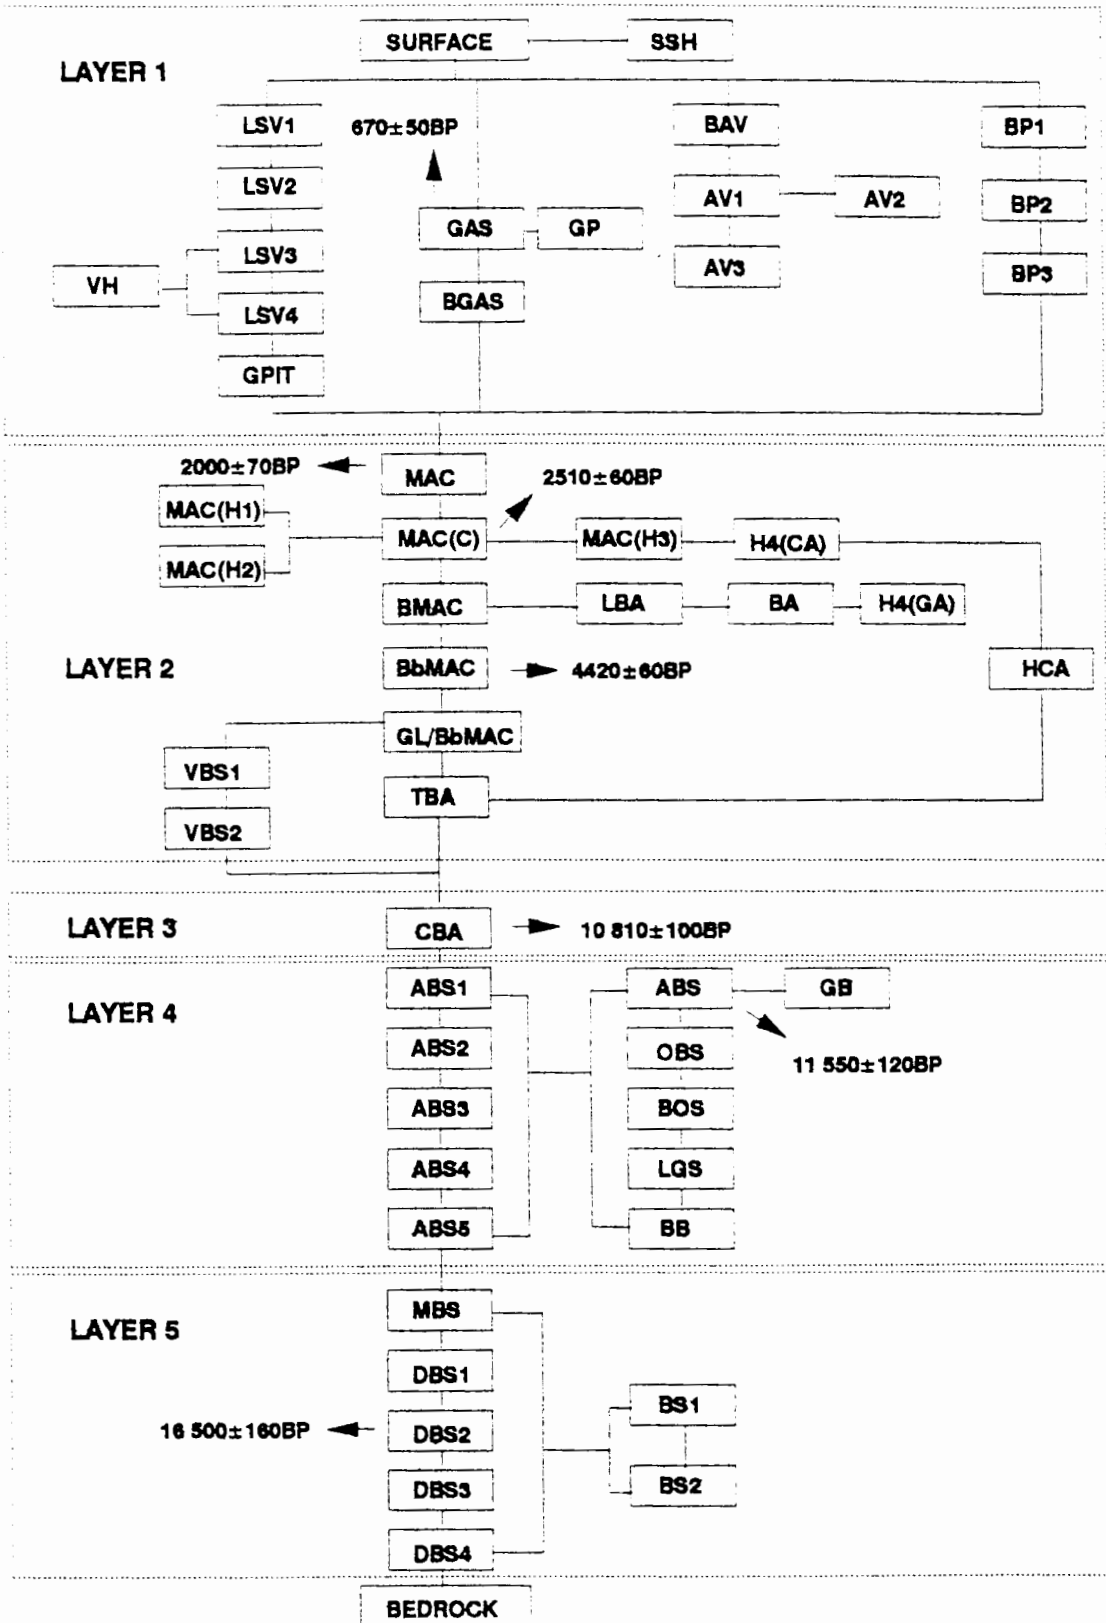 SURFACE
SSH
LAYER 1
LSV1
670±50BP
BAV
BP1
LSV2
AV1
AV2
BP2
GAS
GP
LSV3
AV3
BP3
VH
BGAS
LSV4
GPIT
2000±70BP
MAC
2510±60BP
MAC(H1)
MAC(C)
MAC(H3)
H4(CA)
MAC(H2)
BMAC
LBA
BA
H4(GA)
LAYER 2
BbMAC
4420±60BP
HCA
GL/BbMAC
VBS1
TBA
VBS2
LAYER 3
CBA
10 810±100BP
ABS1
ABS
GB
LAYER 4
ABS2
OBS
11 550±120BP
ABS3
BOS
ABS4
LGS
ABS5
BB
MBS
LAYER 5
DBS1
BS1
16 500±160BP
DBS2
DBS3
BS2
DBS4
BEDROCK